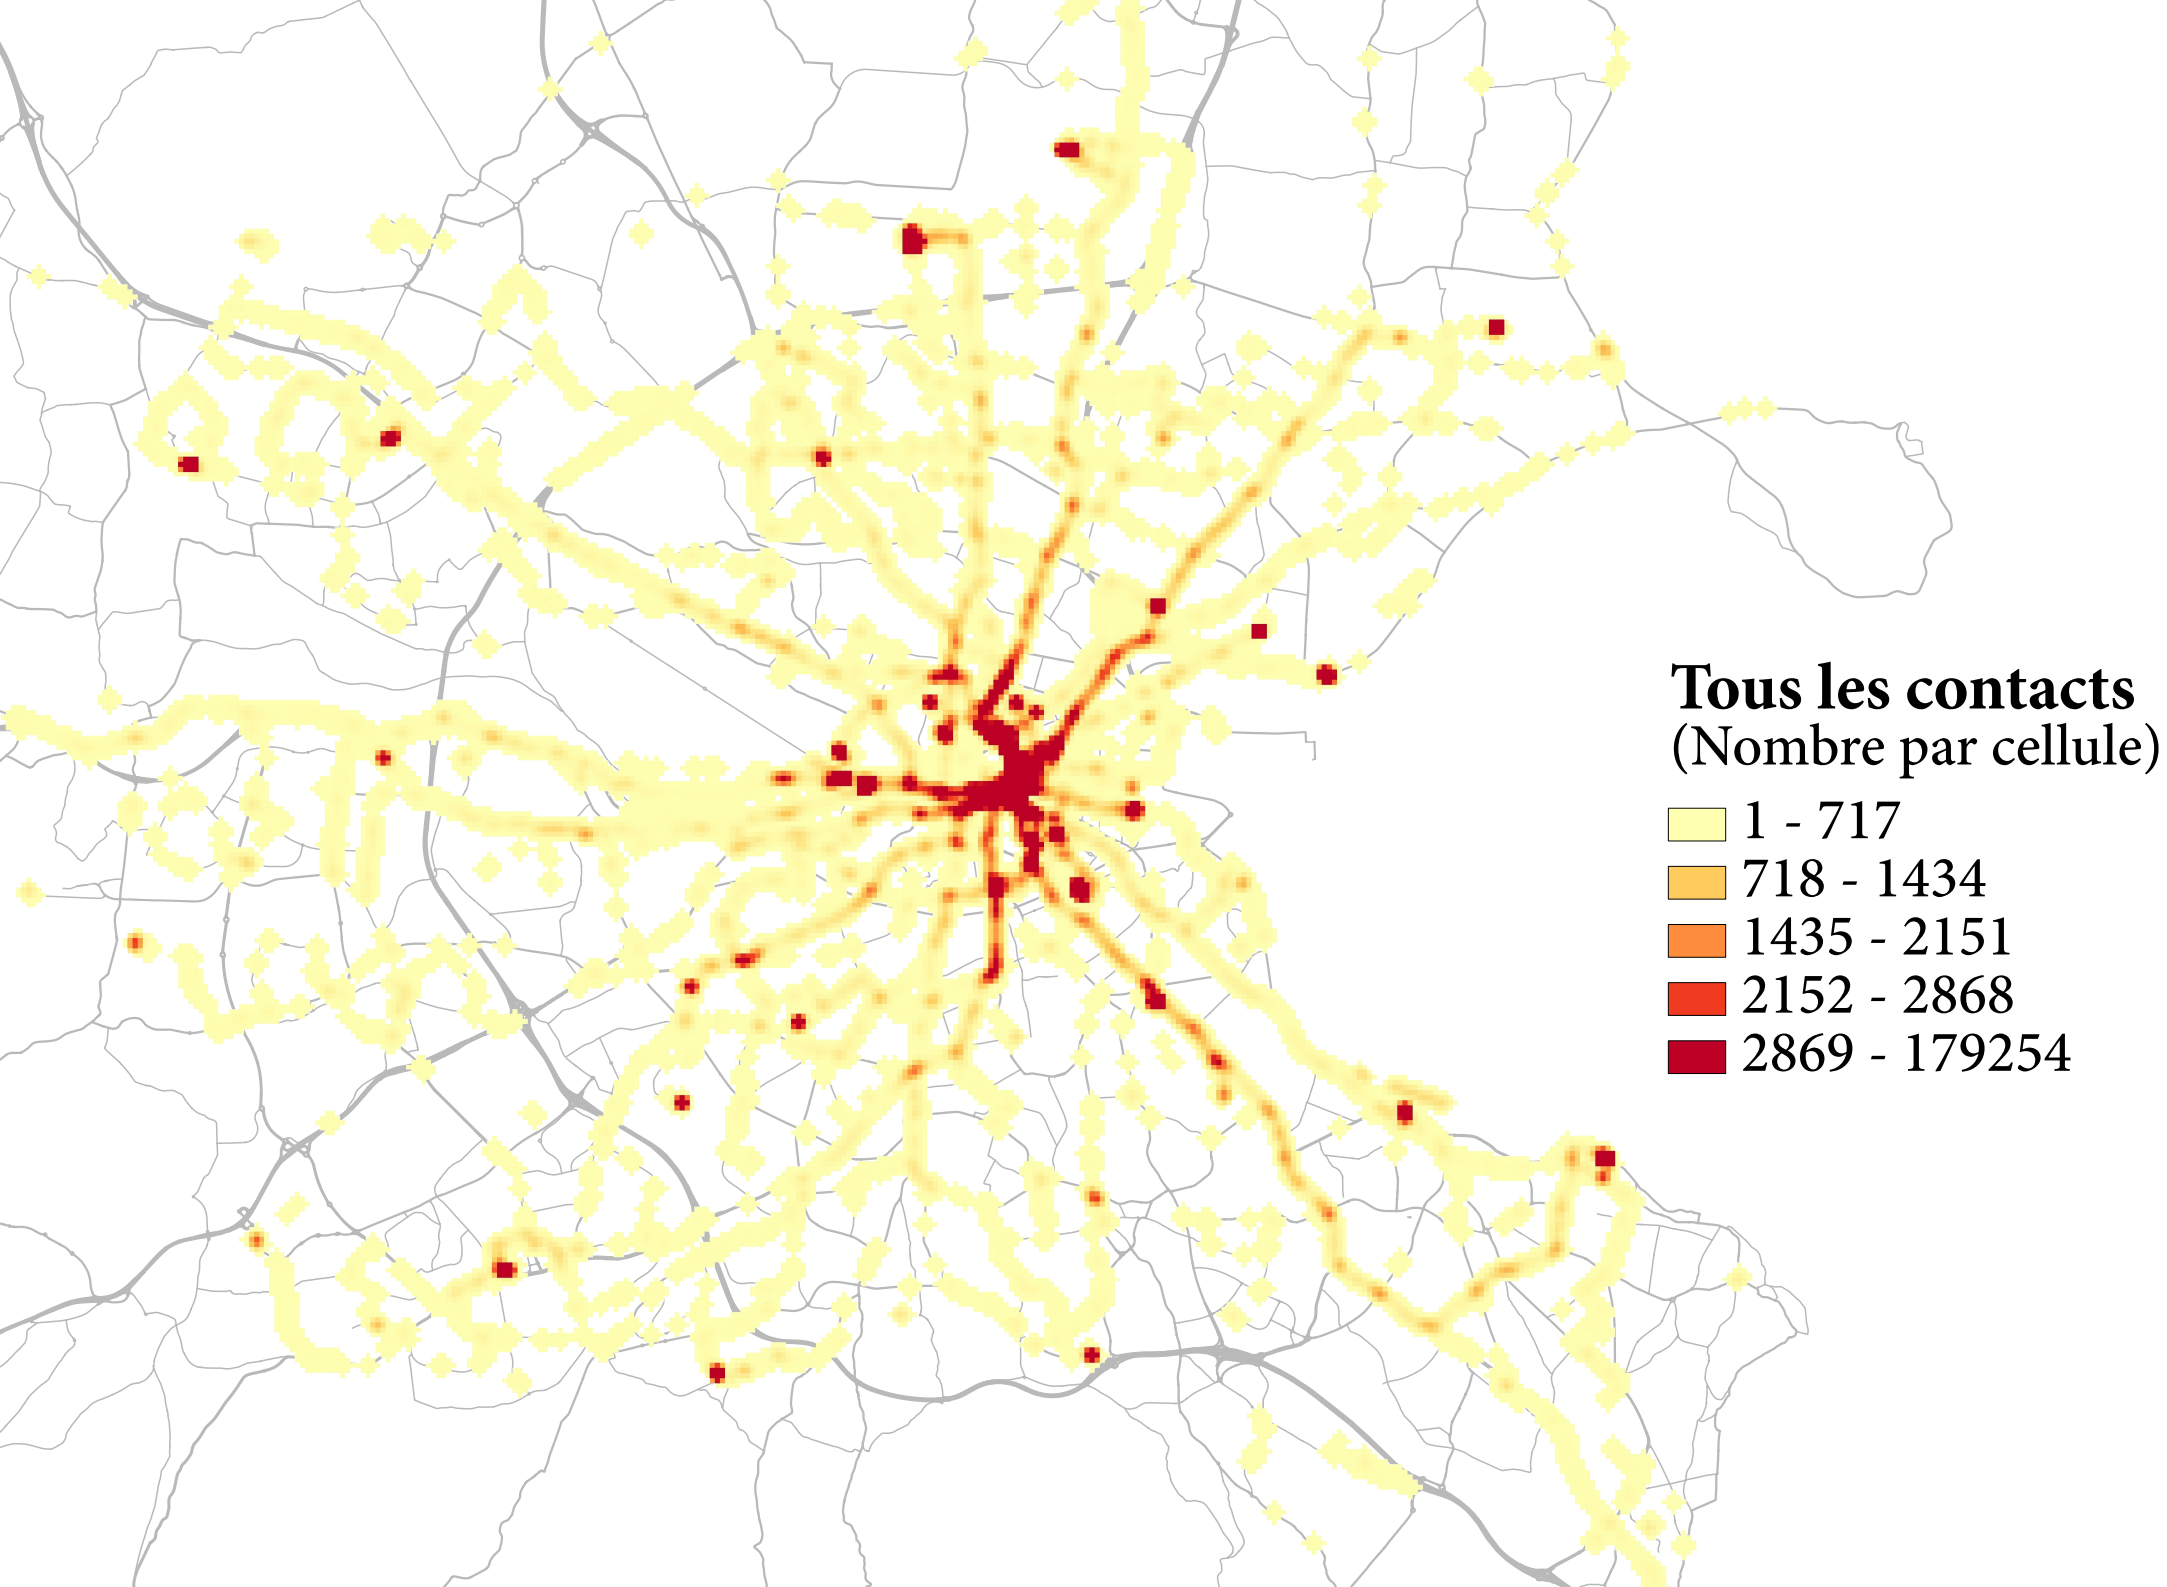 Tous les contacts
(Nombre par cellule)
1 - 717
718 - 1434
1435 - 2151
2152 - 2868
2869 - 179254